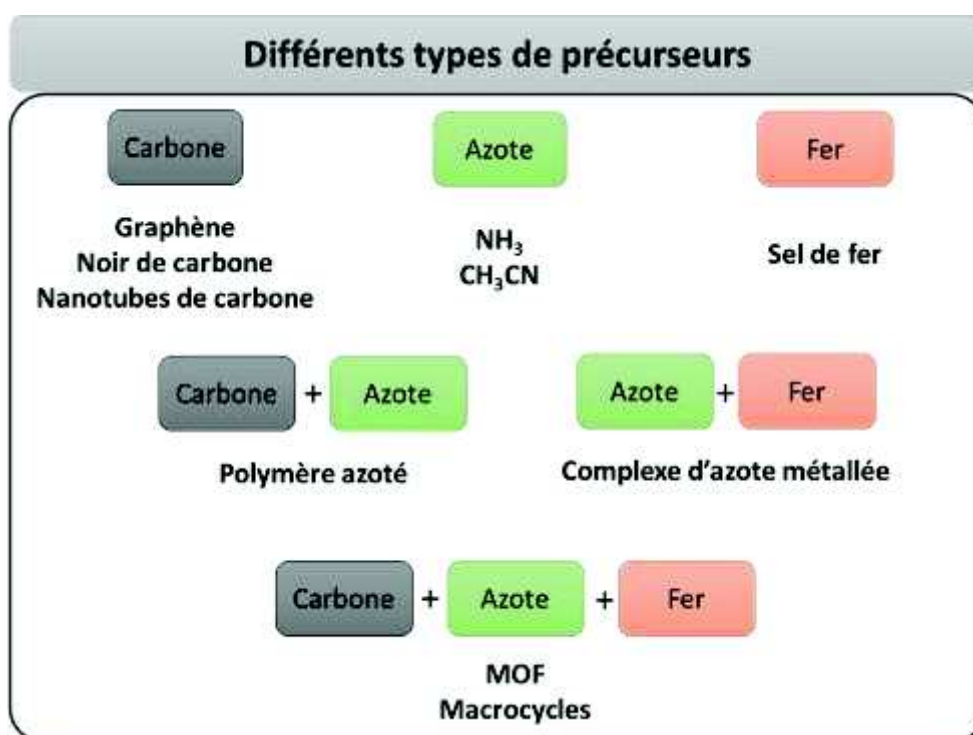 Différents types de précurseurs
Carbone
Azote
Fer
Graphène
Noir de carbone
Nanotubes de carbone
NH₃
CH₃CN
Sel de fer
Carbone + Azote
Azote + Fer
Polymère azoté
Complexe d'azote métallée
Carbone + Azote + Fer
MOF
Macrocycles